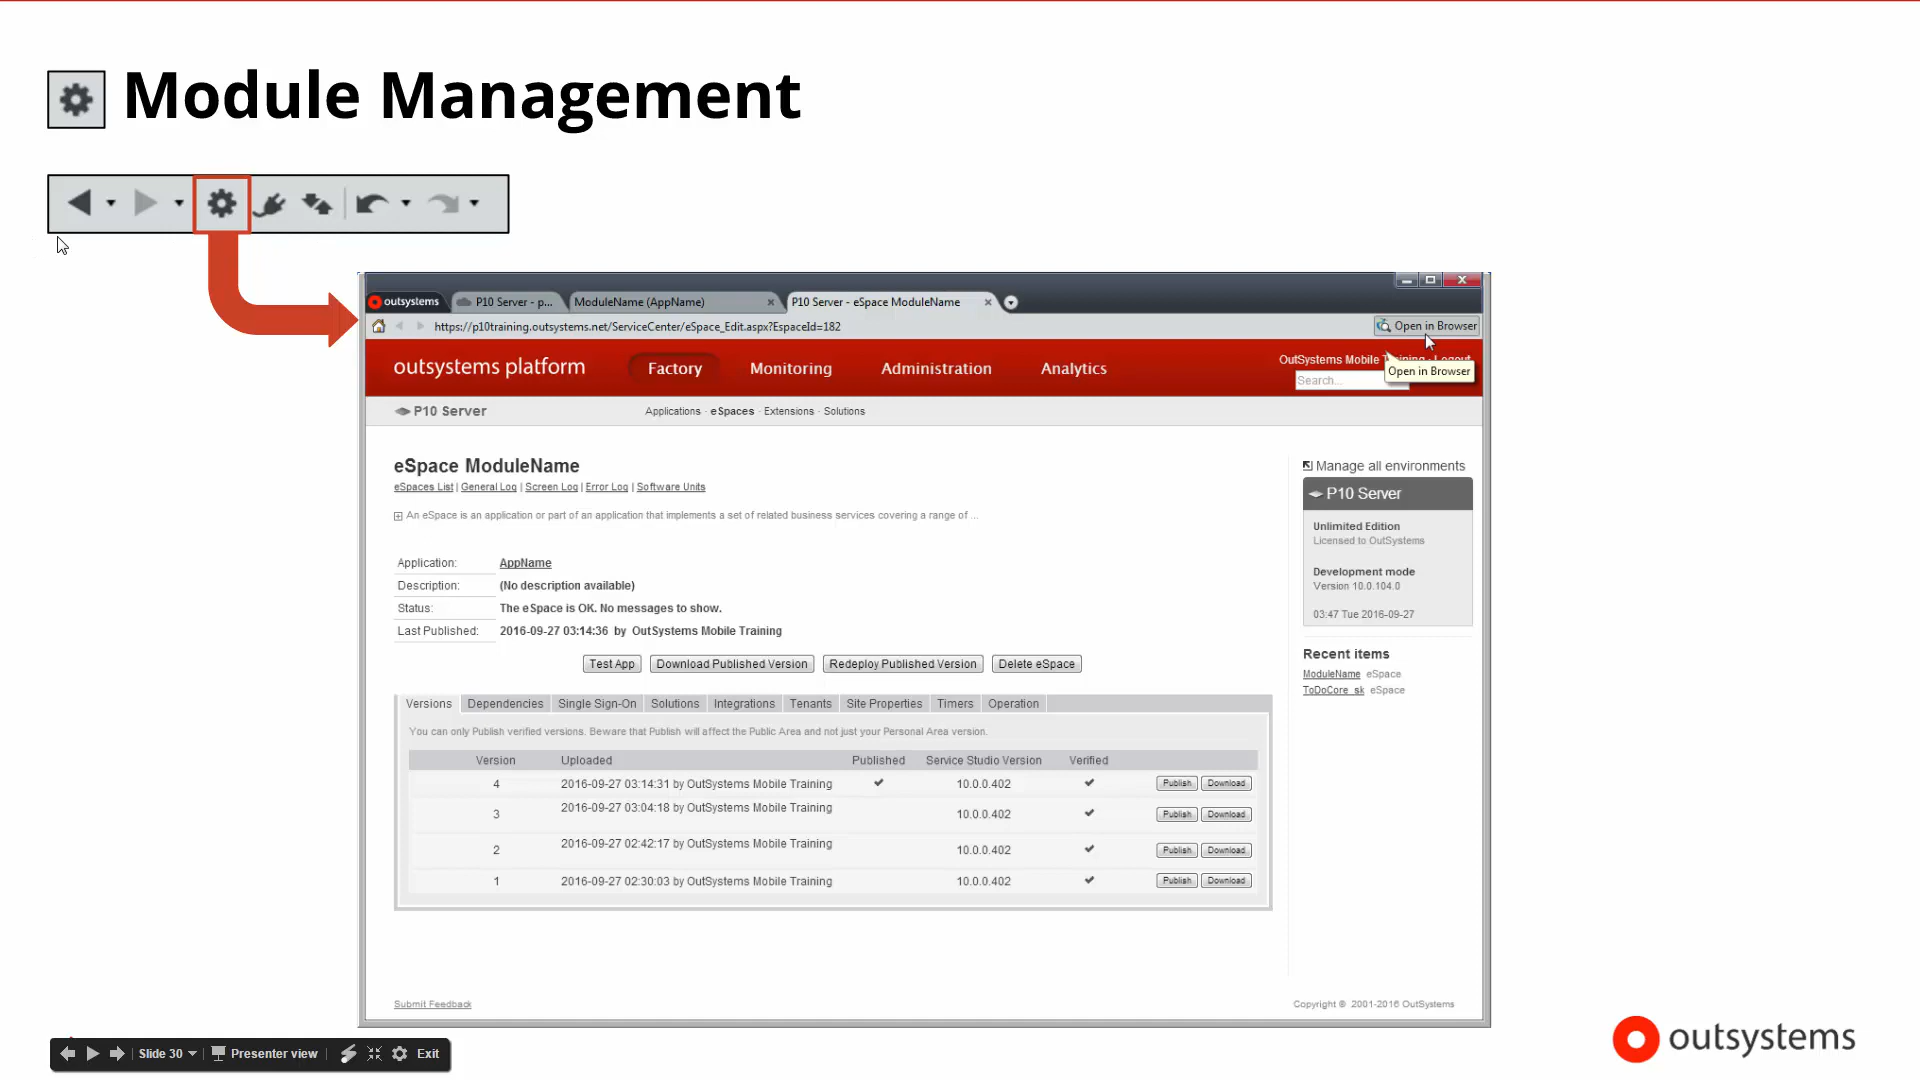 Module Management
outsystems P10 Server - p... ModuleName (AppName) P10 Server - eSpace ModuleName
https://p10training.outsystems.net/ServiceCenter/eSpace_Edit.aspx?EspaceId=182 Open in Browser
outsystems platform Factory Monitoring Administration Analytics
OutSystems Mobile Training - Logout
Open in Browser
Search...
P10 Server Applications · eSpaces · Extensions · Solutions
eSpace ModuleName
eSpaces List | General Log | Screen Log | Error Log | Software Units
An eSpace is an application or part of an application that implements a set of related business services covering a range of ...
Application: AppName
Description: (No description available)
Status: The eSpace is OK. No messages to show.
Last Published: 2016-09-27 03:14:36 by OutSystems Mobile Training
Test App Download Published Version Redeploy Published Version Delete eSpace
Versions Dependencies Single Sign-On Solutions Integrations Tenants Site Properties Timers Operation
You can only Publish verified versions. Beware that Publish will affect the Public Area and not just your Personal Area version.
Version Uploaded Published Service Studio Version Verified
4 2016-09-27 03:14:31 by OutSystems Mobile Training 10.0.0.402 Publish Download
3 2016-09-27 03:04:18 by OutSystems Mobile Training 10.0.0.402 Publish Download
2 2016-09-27 02:42:17 by OutSystems Mobile Training 10.0.0.402 Publish Download
1 2016-09-27 02:30:03 by OutSystems Mobile Training 10.0.0.402 Publish Download
Manage all environments
P10 Server
Unlimited Edition
Licensed to OutSystems
Development mode
Version 10.0.104.0
03:47 Tue 2016-09-27
Recent items
ModuleName eSpace
ToDoCore_sk eSpace
Submit Feedback Copyright © 2001-2016 OutSystems
Slide 30 Presenter view Exit
outsystems